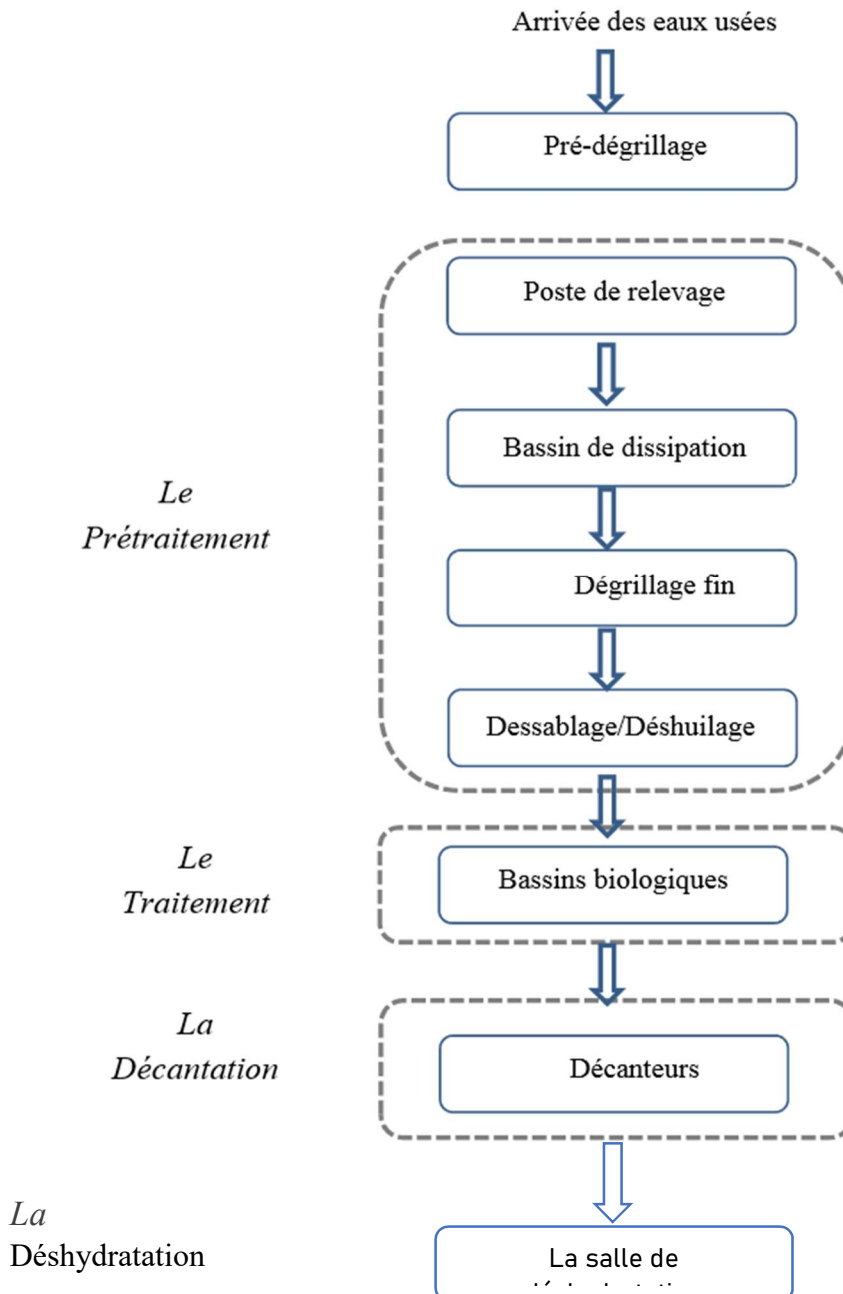 Arrivée des eaux usées
Pré-dégrillage
Poste de relevage
Bassin de dissipation
Le
Prétraitement
Dégrillage fin
Dessablage/Déshuilage
Le
Traitement
Bassins biologiques
La
Décantation
Décanteurs
La
Déshydratation
La salle de